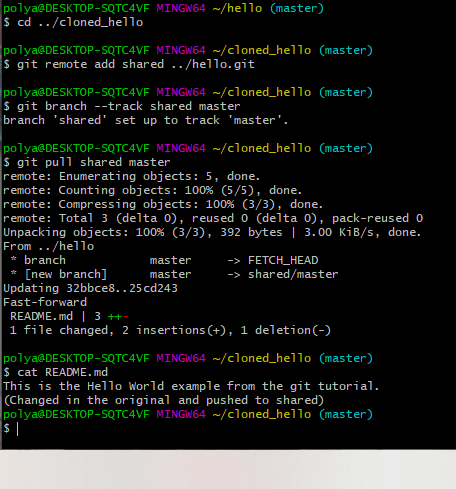 polya@DESKTOP-SQTC4VF MINGW64 ~/hello (master)
$ cd ../cloned_hello
polya@DESKTOP-SQTC4VF MINGW64 ~/cloned_hello (master)
$ git remote add shared ../hello.git
polya@DESKTOP-SQTC4VF MINGW64 ~/cloned_hello (master)
$ git branch --track shared master
branch 'shared' set up to track 'master'.
polya@DESKTOP-SQTC4VF MINGW64 ~/cloned_hello (master)
$ git pull shared master
remote: Enumerating objects: 5, done.
remote: Counting objects: 100% (5/5), done.
remote: Compressing objects: 100% (3/3), done.
remote: Total 3 (delta 0), reused 0 (delta 0), pack-reused 0
Unpacking objects: 100% (3/3), 392 bytes | 3.00 KiB/s, done.
From ../hello
 * branch            master     -> FETCH_HEAD
 * [new branch]      master     -> shared/master
Updating 32bbce8..25cd243
Fast-forward
 README.md | 3 ++-
 1 file changed, 2 insertions(+), 1 deletion(-)
polya@DESKTOP-SQTC4VF MINGW64 ~/cloned_hello (master)
$ cat README.md
This is the Hello World example from the git tutorial.
(Changed in the original and pushed to shared)
polya@DESKTOP-SQTC4VF MINGW64 ~/cloned_hello (master)
$